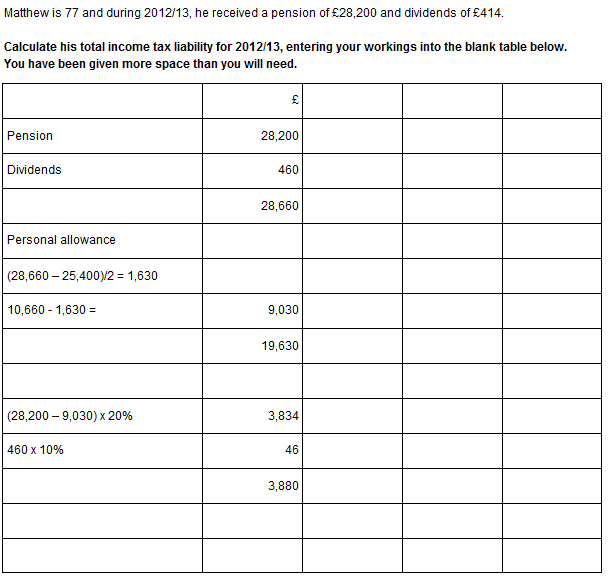 Matthew is 77 and during 2012/13, he received a pension of £28,200 and dividends of £414.
Calculate his total income tax liability for 2012/13, entering your workings into the blank table below.
You have been given more space than you will need.
£
Pension 28,200
Dividends 460
28,660
Personal allowance
(28,660 – 25,400)/2 = 1,630
10,660 - 1,630 = 9,030
19,630
(28,200 – 9,030) x 20% 3,834
460 x 10% 46
3,880